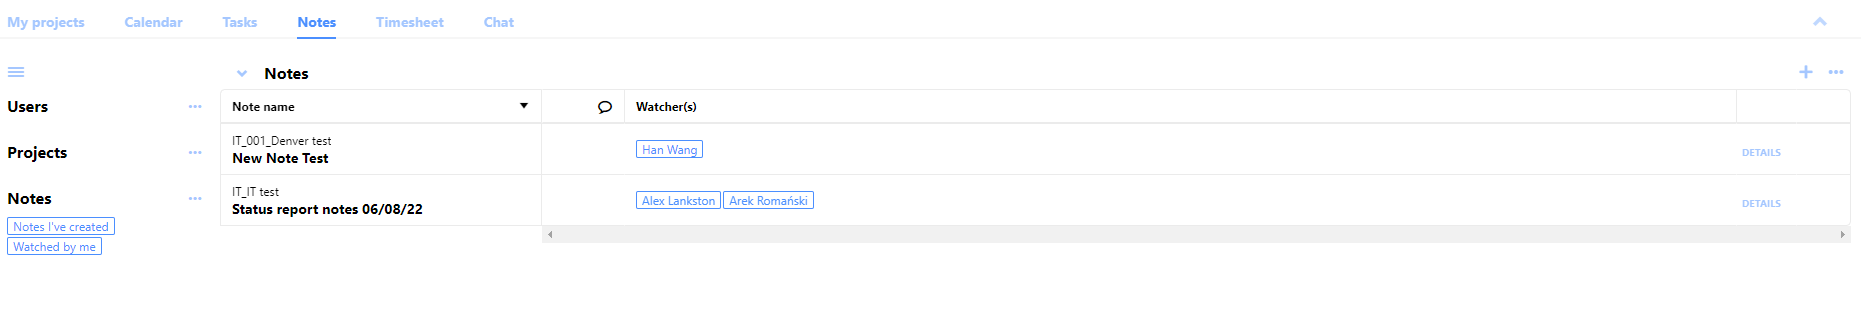 My projects Calendar Tasks Notes Timesheet Chat
Notes
Users
Projects
Notes
Notes I've created
Watched by me
Note name Watcher(s)
IT_001_Denver test
New Note Test
Han Wang
DETAILS
IT_IT test
Status report notes 06/08/22
Alex Lankston Arek Romański
DETAILS